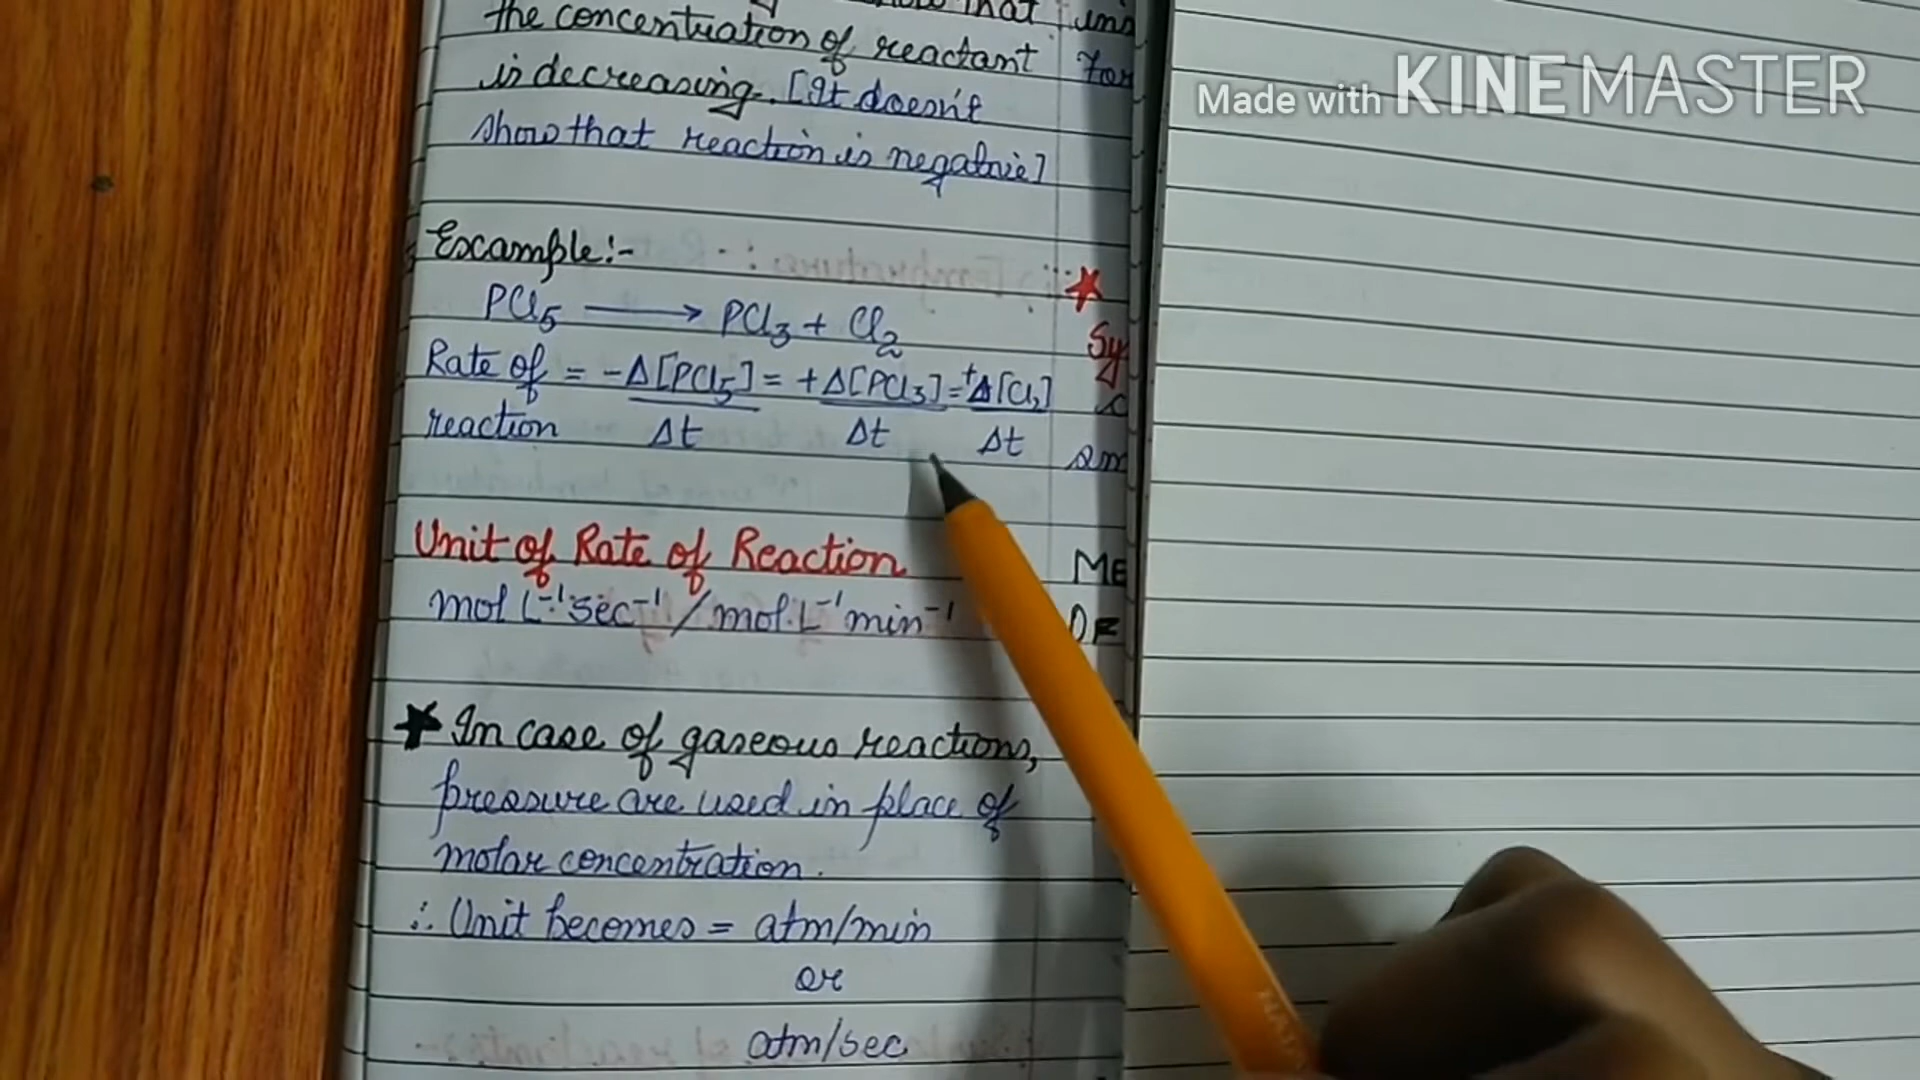 that
the concentration of reactant
is decreasing. [It doesn't
show that reaction is negative]
Example:-
PCl₅ ⟶ PCl₃ + Cl₂
Rate of = -Δ[PCl₅] = +Δ[PCl₃] = +Δ[Cl₂]
reaction Δt Δt Δt
Unit of Rate of Reaction
mol L⁻¹ sec⁻¹ / mol. L⁻¹ min⁻¹
★ In case of gaseous reactions,
pressure are used in place of
molar concentration.
∴ Unit becomes = atm/min
or
atm/sec
Made with KINEMASTER